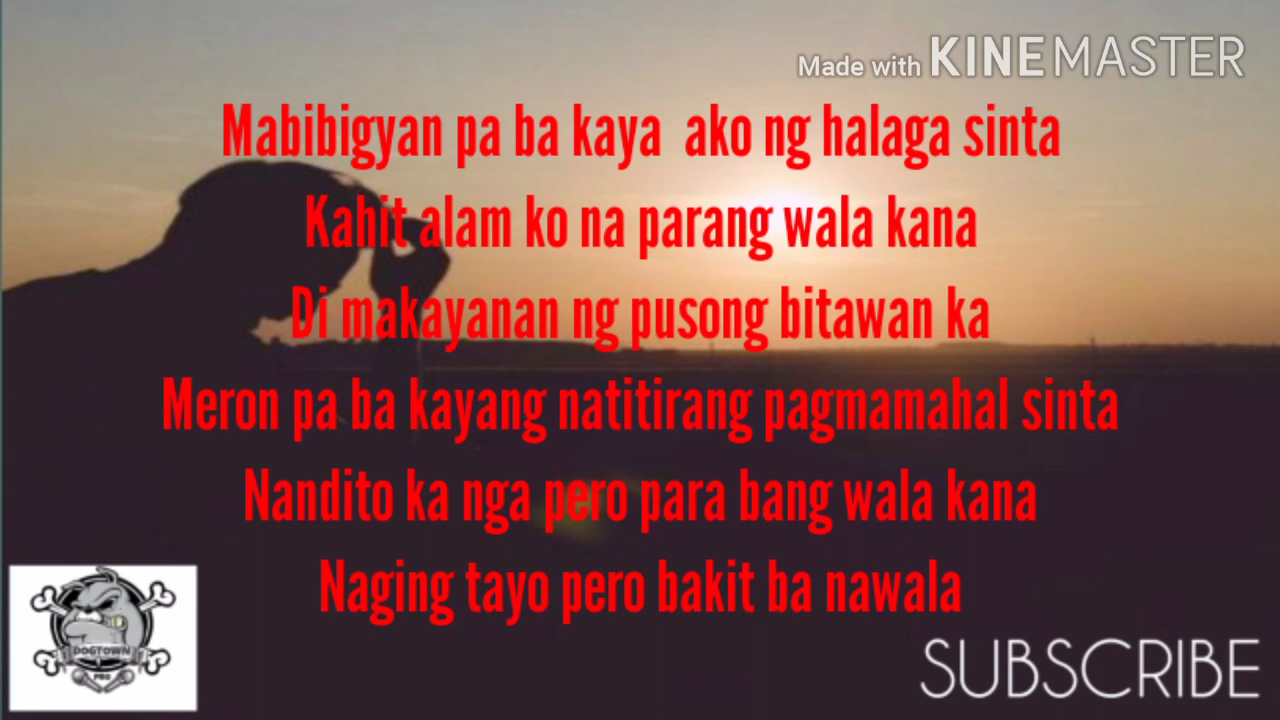 Made with KINEMASTER
Mabibigyan pa ba kaya ako ng halaga sinta
Kahit alam ko na parang wala kana
Di makayanan ng pusong bitawan ka
Meron pa ba kayang natitirang pagmamahal sinta
Nandito ka nga pero para bang wala kana
Naging tayo pero bakit ba nawala
DOGTOWN
PRO
SUBSCRIBE